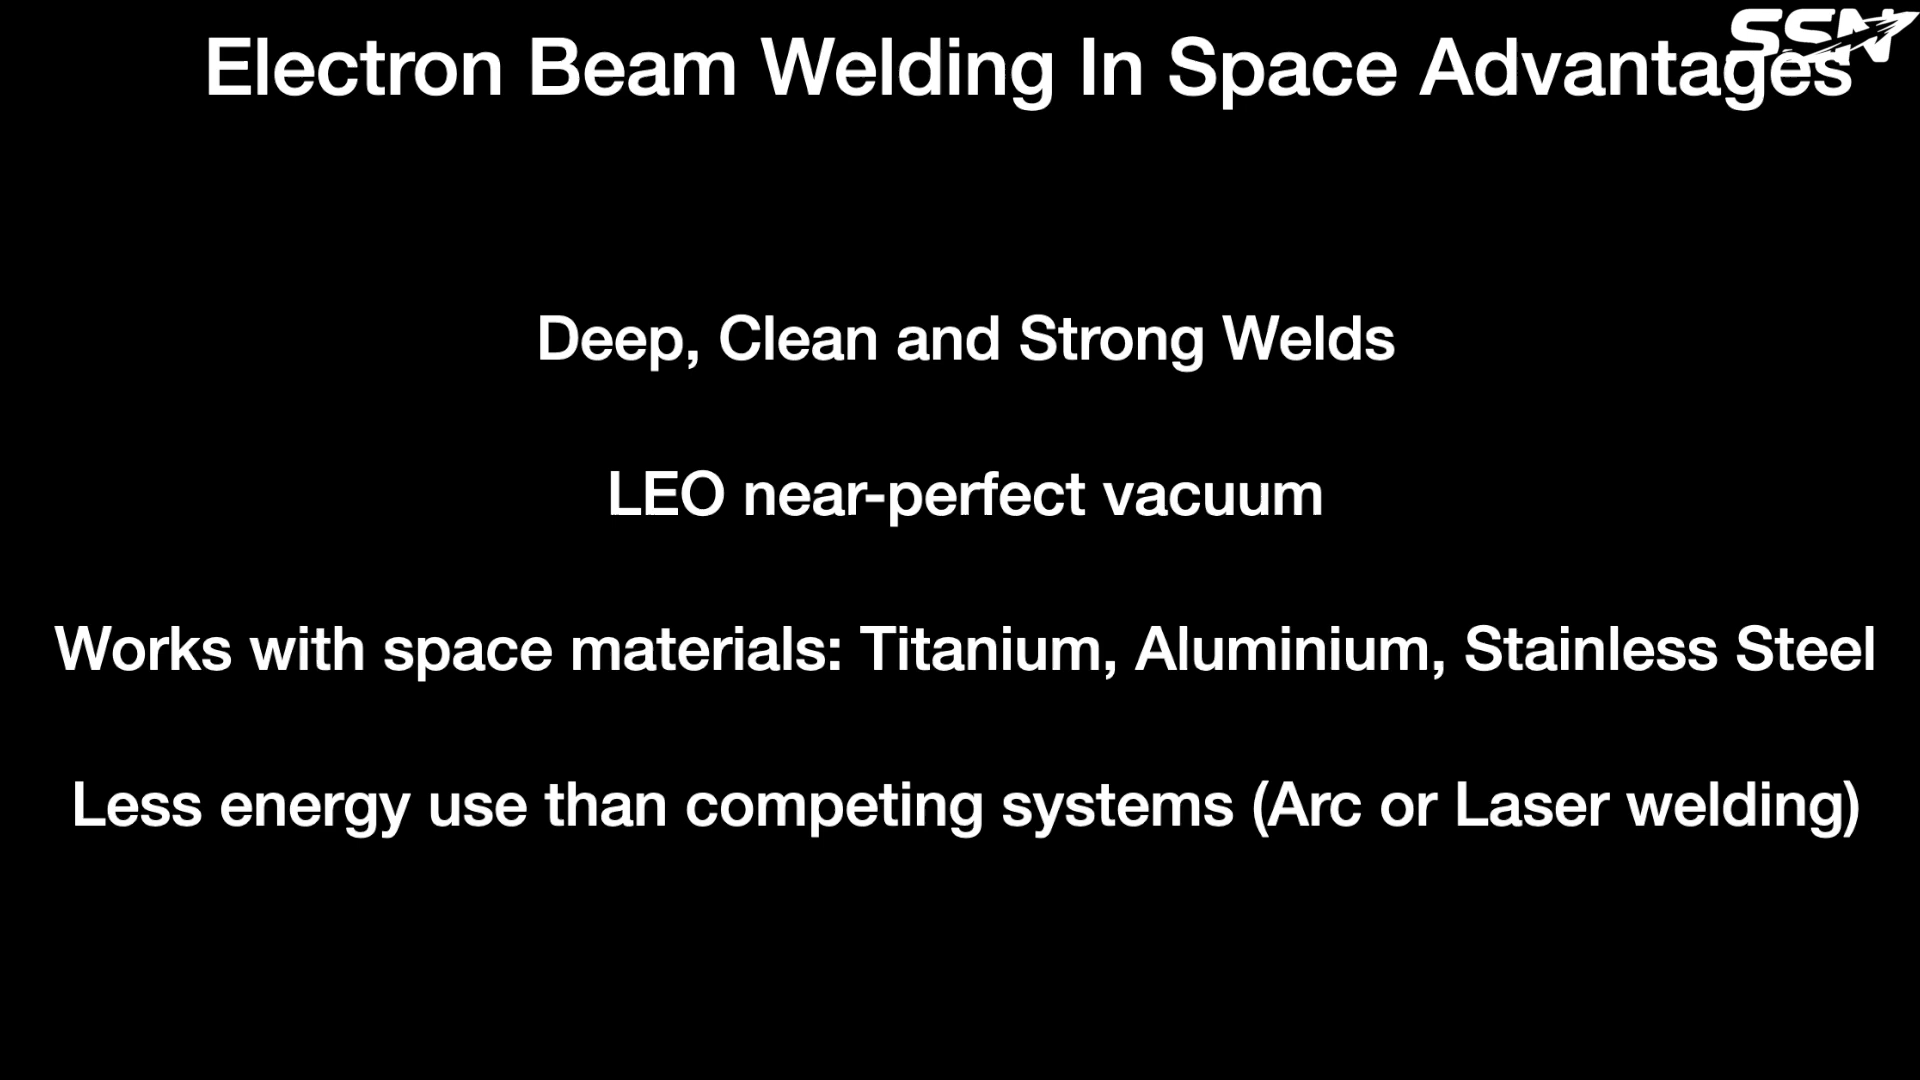 SSN
Electron Beam Welding In Space Advantages
Deep, Clean and Strong Welds
LEO near-perfect vacuum
Works with space materials: Titanium, Aluminium, Stainless Steel
Less energy use than competing systems (Arc or Laser welding)